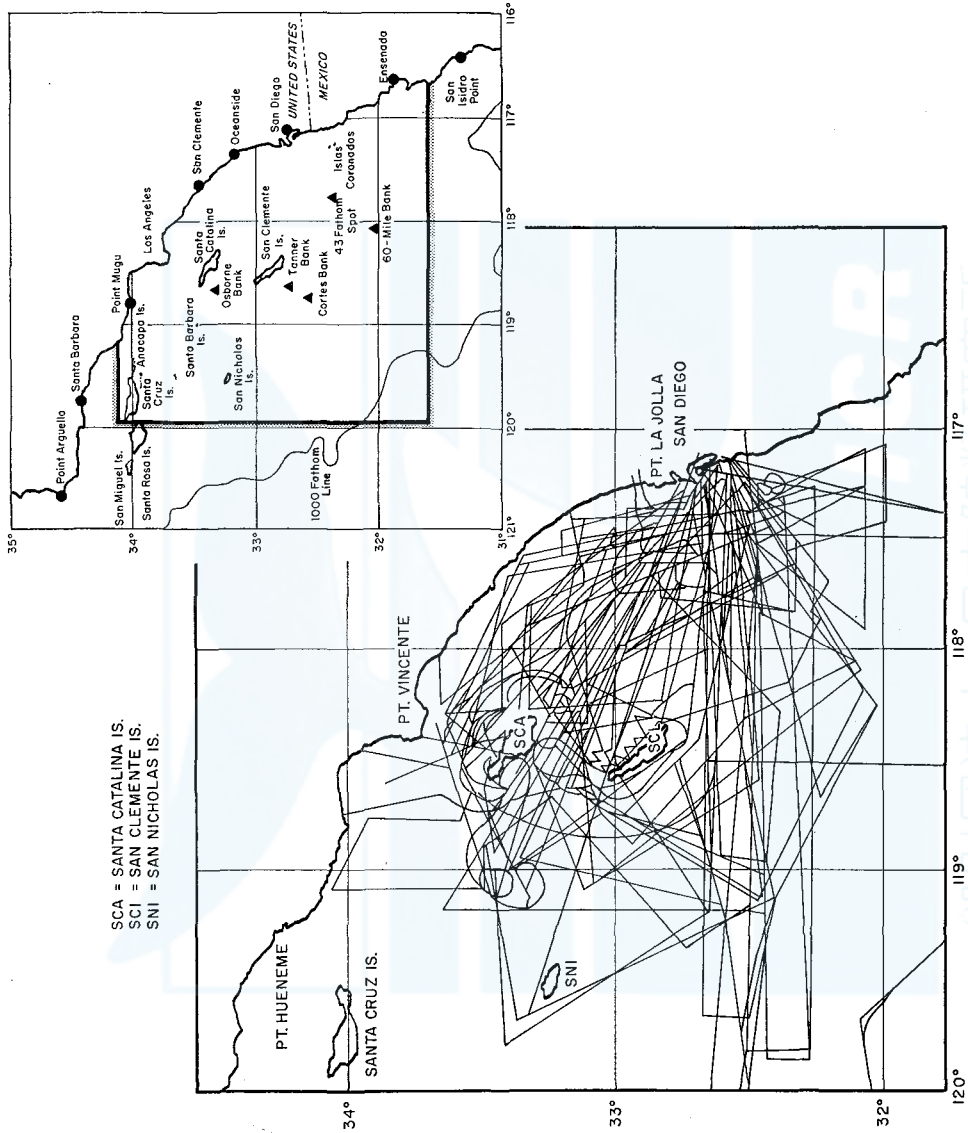 SCA = SANTA CATALINA IS.
SCI = SAN CLEMENTE IS.
SNI = SAN NICHOLAS IS.
35°
34°
33°
32°
31°
121°
120°
119°
118°
117°
116°
Point Arguello
Santa Barbara
Point Mugu
Los Angeles
San Clemente
Oceanside
San Diego
UNITED STATES
MEXICO
Ensenada
San
Isidro
Point
San Miguel Is.
Santa Rosa Is.
Santa
Cruz
Is.
Anacapa Is.
Santa Barbara
Is.
San Nicholas
Is.
Santa
Catalina
Is.
Osborne
Bank
San Clemente
Is.
Tanner
Bank
Cortes Bank
43 Fathom
Spot
Islas
Coronados
60-Mile Bank
1000 Fathom
Line
PT. HUENEME
SANTA CRUZ IS.
PT. VINCENTE
PT. LA JOLLA
SAN DIEGO
SCA
SCI
SNI
34°
33°
32°
120°
119°
118°
117°